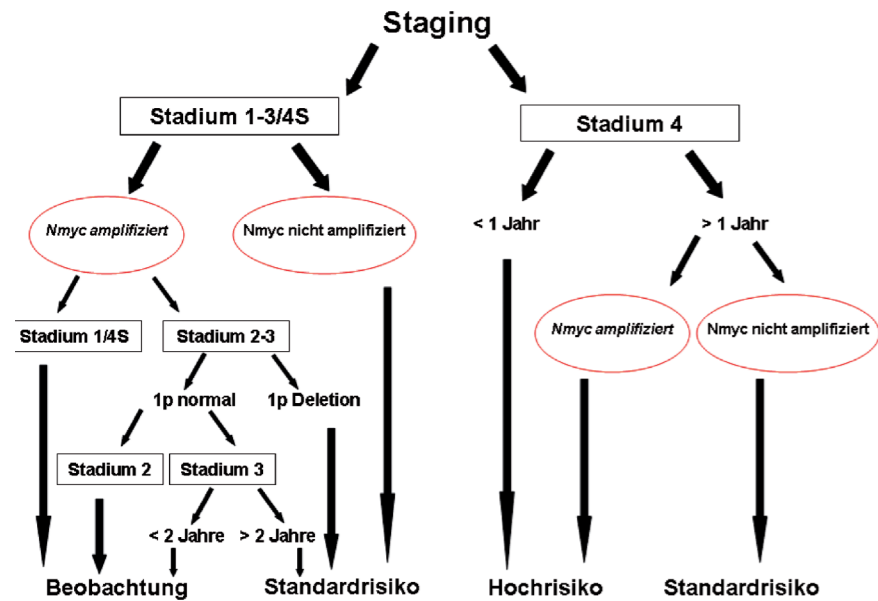 Staging
Stadium 1-3/4S
Stadium 4
Nmyc amplifiziert
Nmyc nicht amplifiziert
< 1 Jahr
> 1 Jahr
Stadium 1/4S
Stadium 2-3
Nmyc amplifiziert
Nmyc nicht amplifiziert
1p normal
1p Deletion
Stadium 2
Stadium 3
< 2 Jahre
> 2 Jahre
Beobachtung
Standardrisiko
Hochrisiko
Standardrisiko